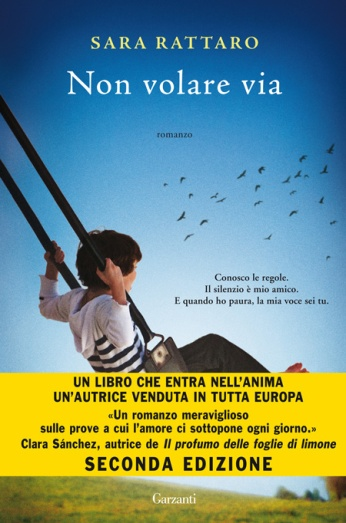 SARA RATTARO
Non volare via
romanzo
Conosco le regole.
Il silenzio è mio amico.
E quando ho paura, la mia voce sei tu.
UN LIBRO CHE ENTRA NELL'ANIMA
UN'AUTRICE VENDUTA IN TUTTA EUROPA
«Un romanzo meraviglioso
sulle prove a cui l'amore ci sottopone ogni giorno.»
Clara Sánchez, autrice de Il profumo delle foglie di limone
SECONDA EDIZIONE
Garzanti